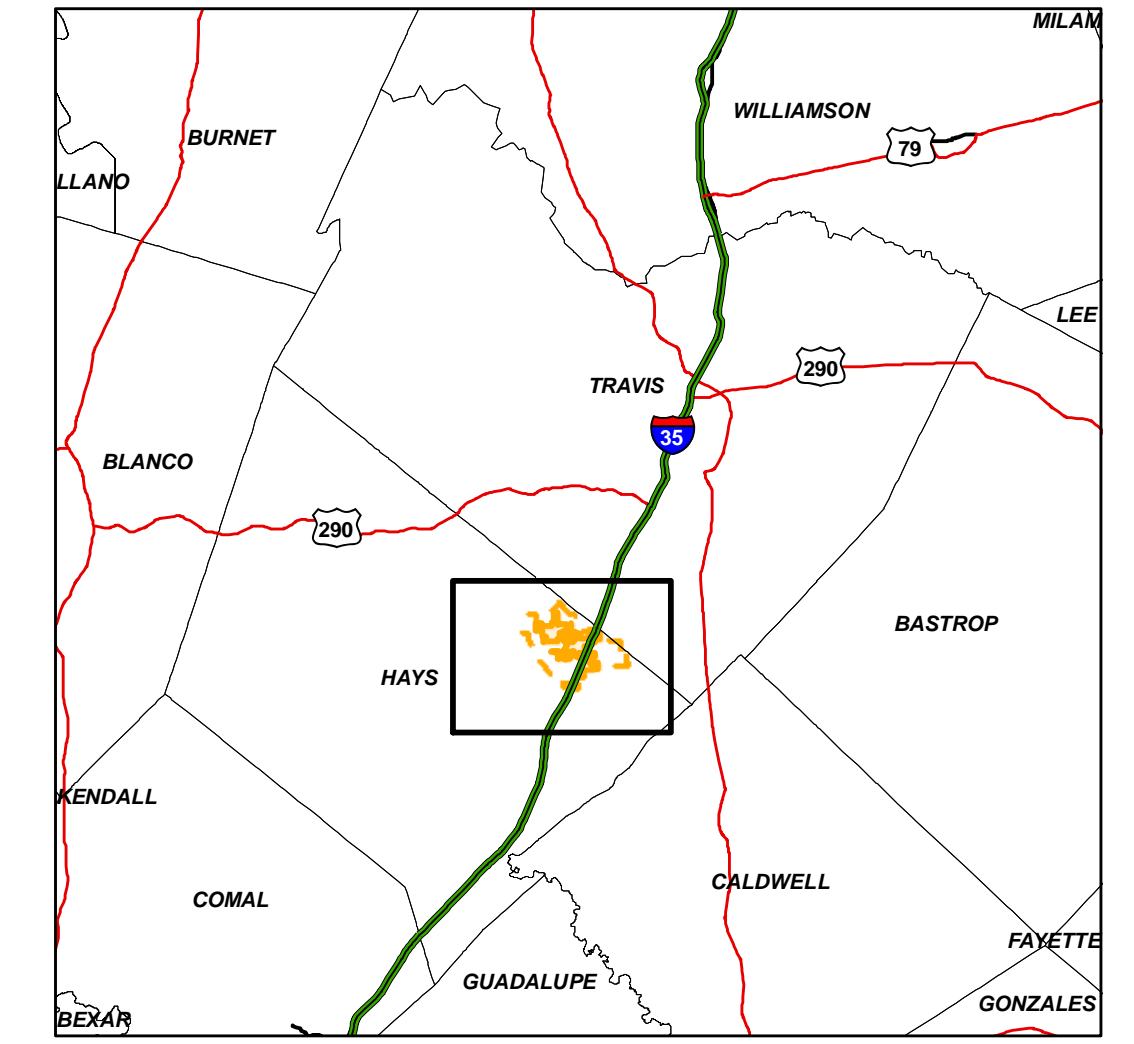 MILAM
WILLIAMSON
BURNET
79
LLANO
LEE
290
TRAVIS
35
BLANCO
290
BASTROP
HAYS
KENDALL
CALDWELL
COMAL
FAYETTE
GUADALUPE
GONZALES
BEXAR